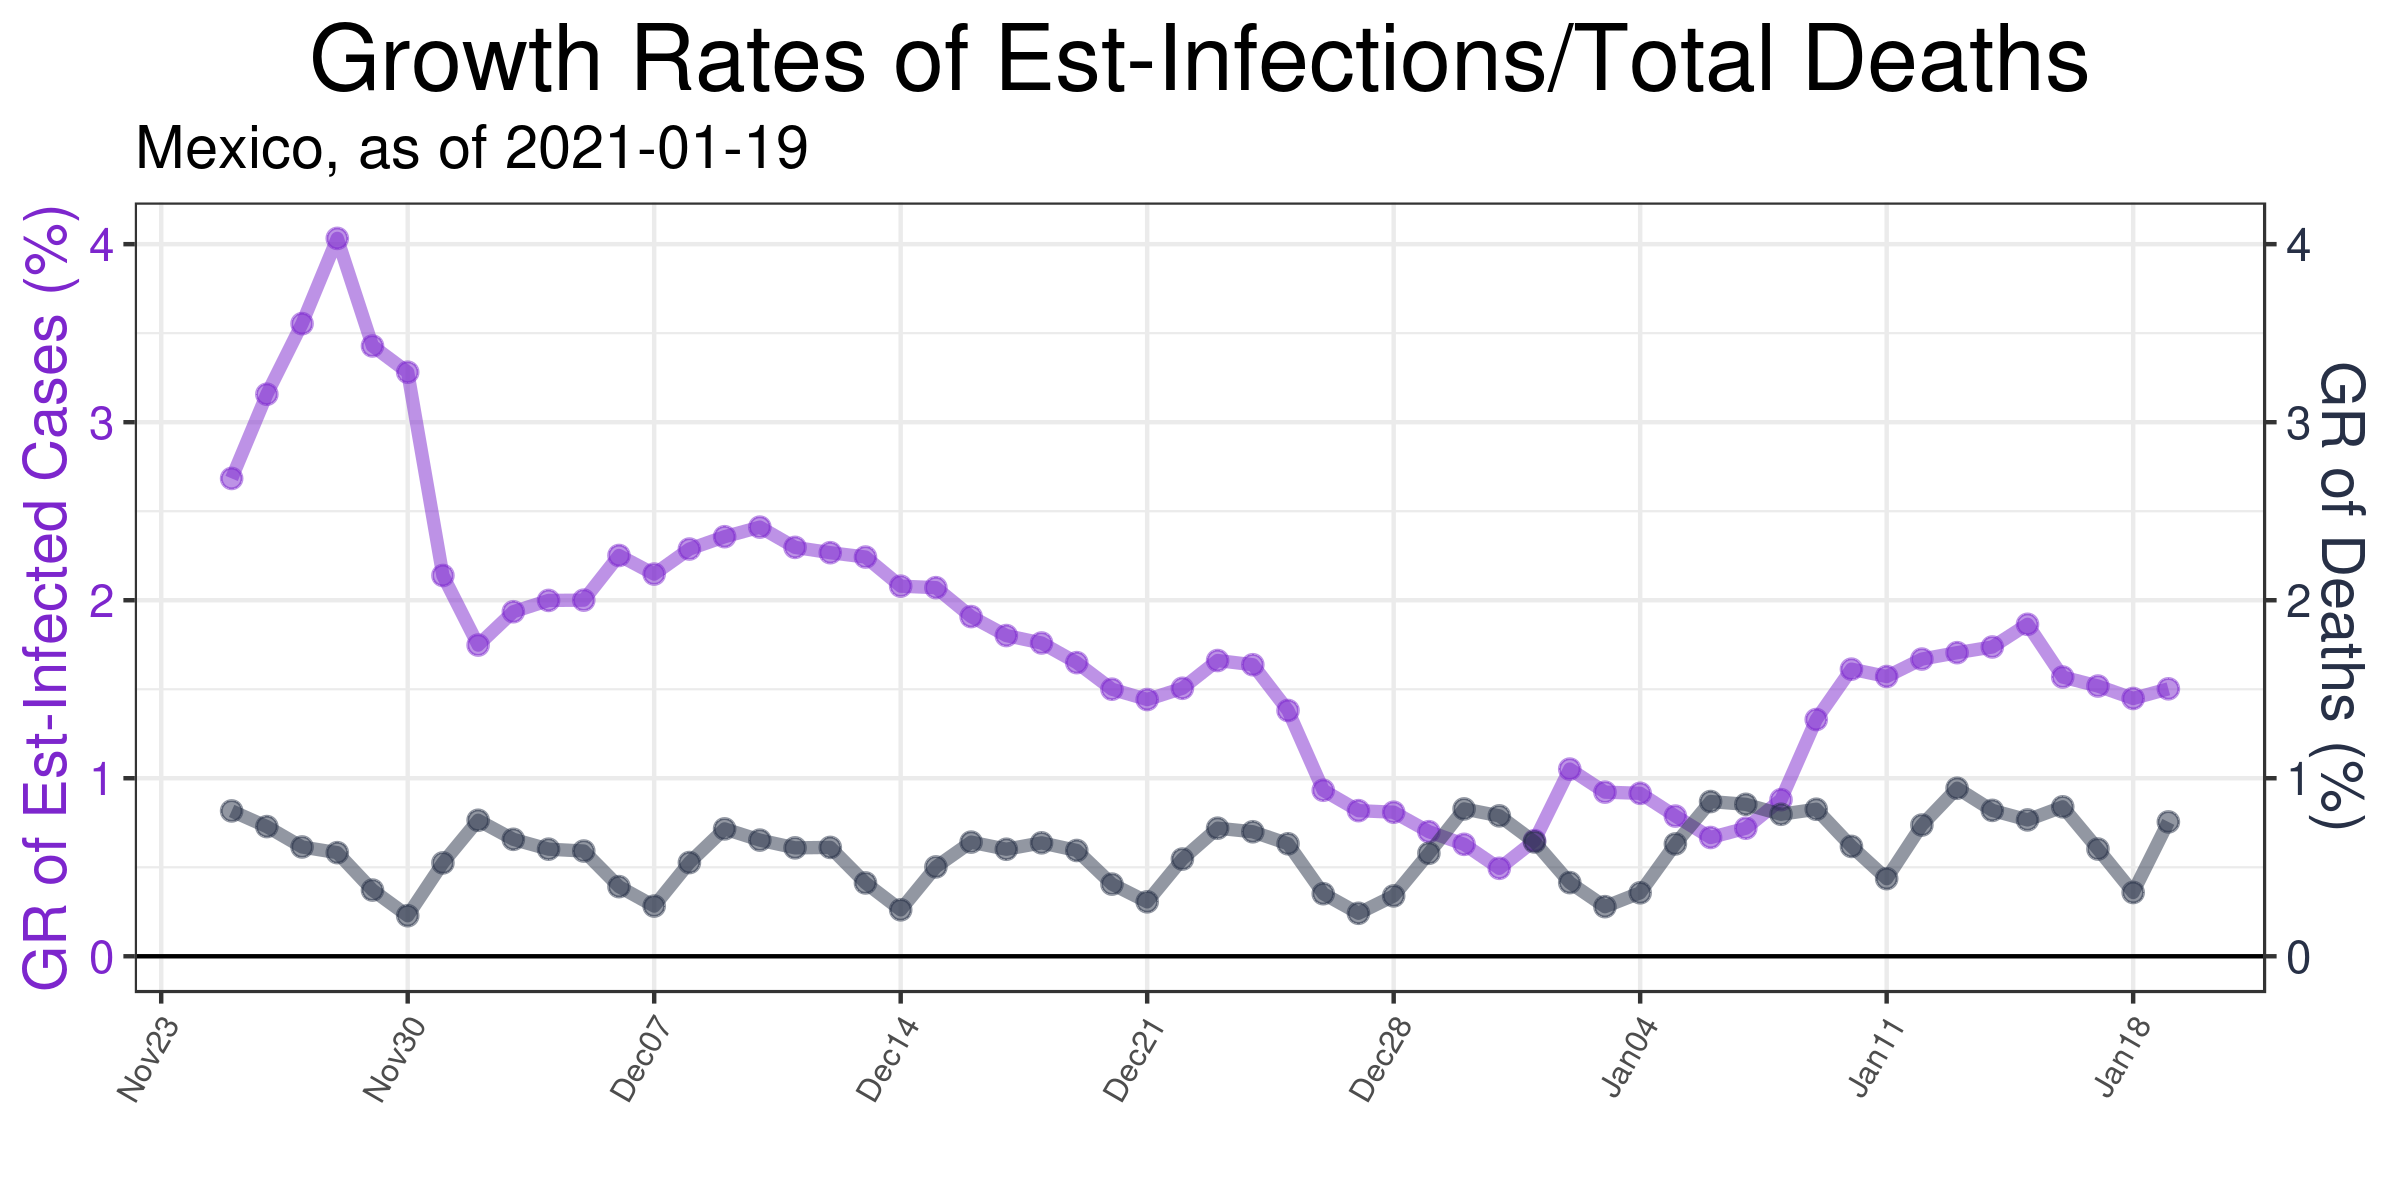 Growth Rates of Est-Infections/Total Deaths
Mexico, as of 2021-01-19
GR of Est-Infected Cases (%)
4
3
2
1
0
4
3
2
1
0
GR of Deaths (%)
Nov23
Nov30
Dec07
Dec14
Dec21
Dec28
Jan04
Jan11
Jan18